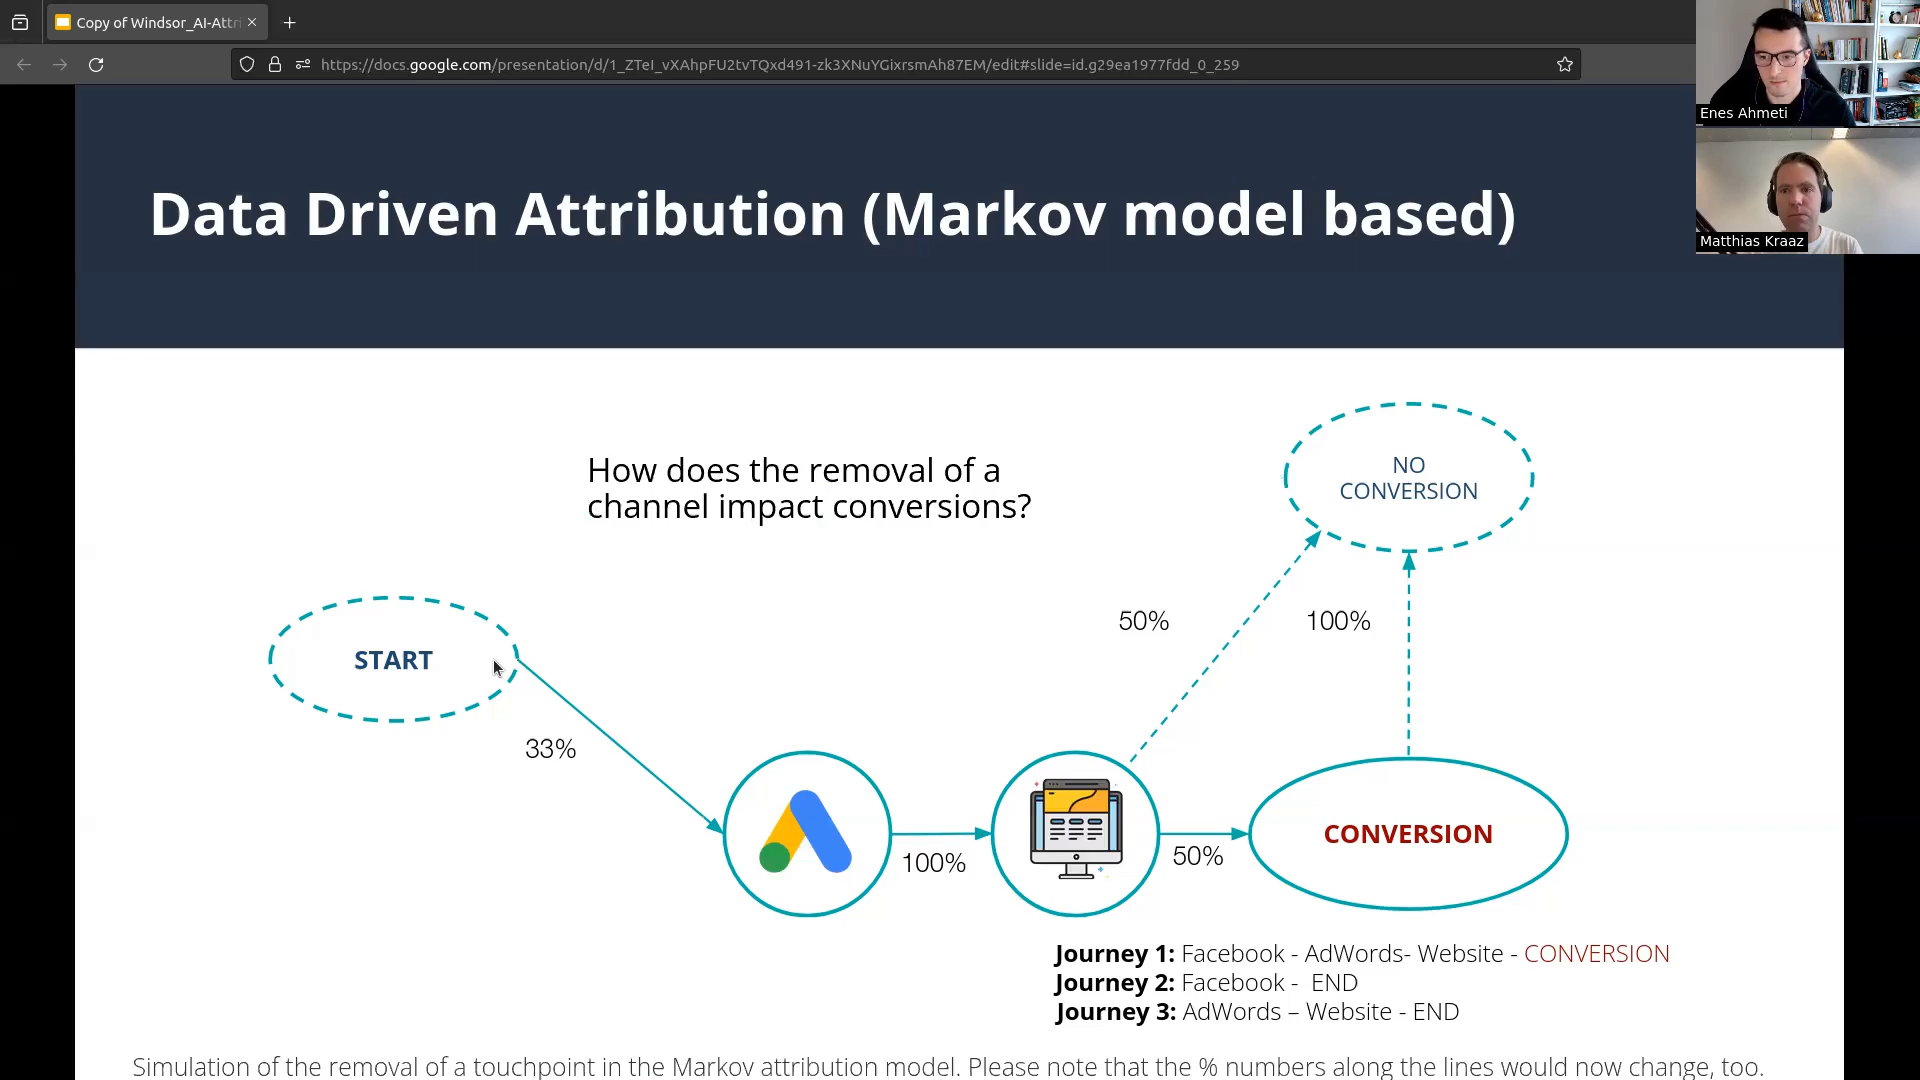 Copy of Windsor_AI-Attri
https://docs.google.com/presentation/d/1_ZTeI_vXAhpFU2tvTQxd491-zk3XNuYGixrsmAh87EM/edit#slide=id.g29ea1977fdd_0_259
Enes Ahmeti
Matthias Kraaz
Data Driven Attribution (Markov model based)
How does the removal of a
channel impact conversions?
NO
CONVERSION
50%
100%
START
33%
100%
50%
CONVERSION
Journey 1: Facebook - AdWords- Website - CONVERSION
Journey 2: Facebook -  END
Journey 3: AdWords – Website - END
Simulation of the removal of a touchpoint in the Markov attribution model. Please note that the % numbers along the lines would now change, too.